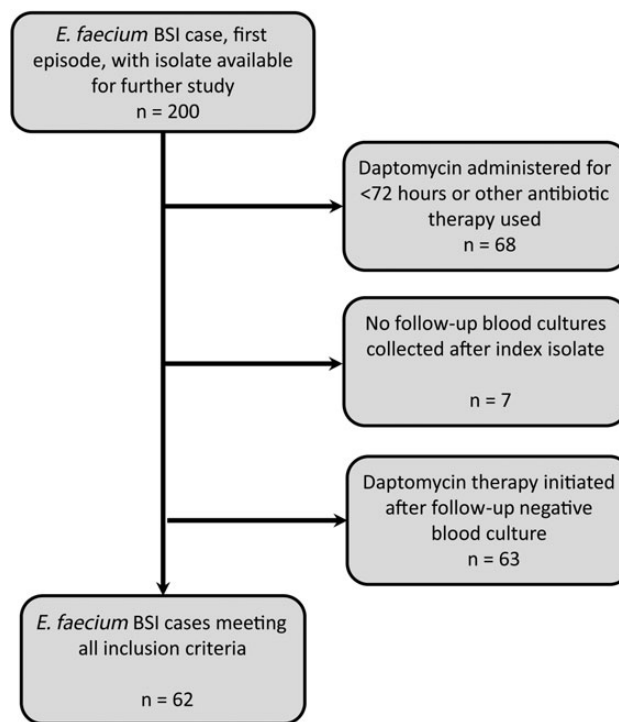 E. faecium BSI case, first
episode, with isolate available
for further study
n = 200
Daptomycin administered for
<72 hours or other antibiotic
therapy used
n = 68
No follow-up blood cultures
collected after index isolate
n = 7
Daptomycin therapy initiated
after follow-up negative
blood culture
n = 63
E. faecium BSI cases meeting
all inclusion criteria
n = 62